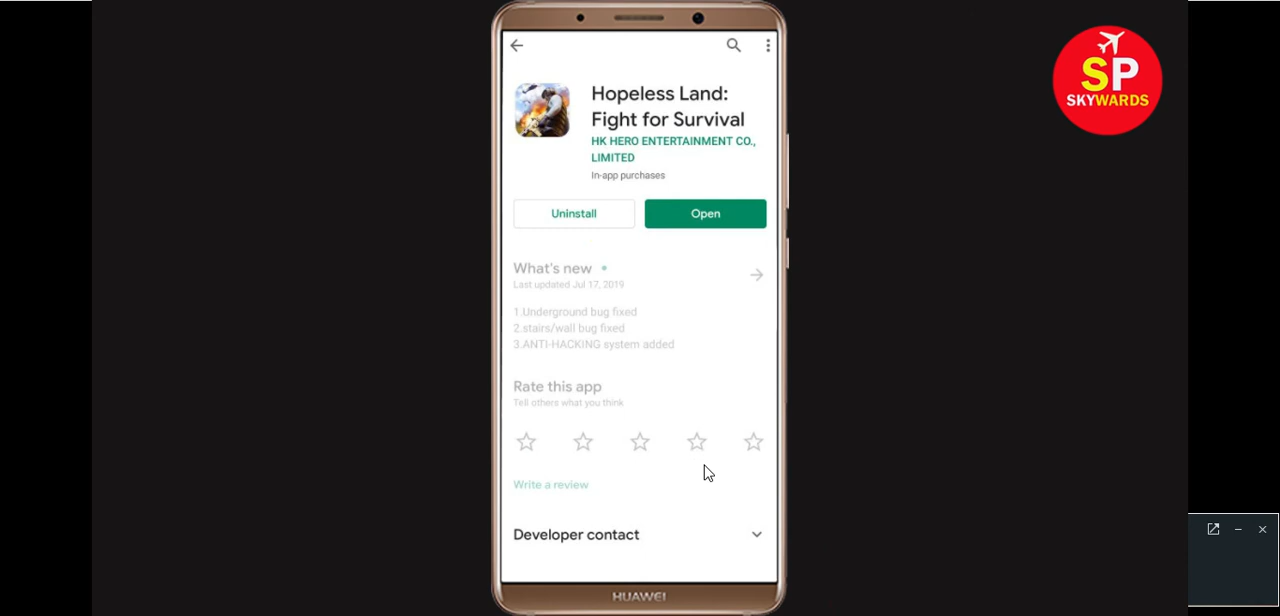 SP
SKYWARDS
Hopeless Land:
Fight for Survival
HK HERO ENTERTAINMENT CO.,
LIMITED
In-app purchases
Uninstall
Open
What's new
Last updated Jul 17, 2019
1.Underground bug fixed
2.stairs/wall bug fixed
3.ANTI-HACKING system added
Rate this app
Tell others what you think
Write a review
Developer contact
HUAWEI